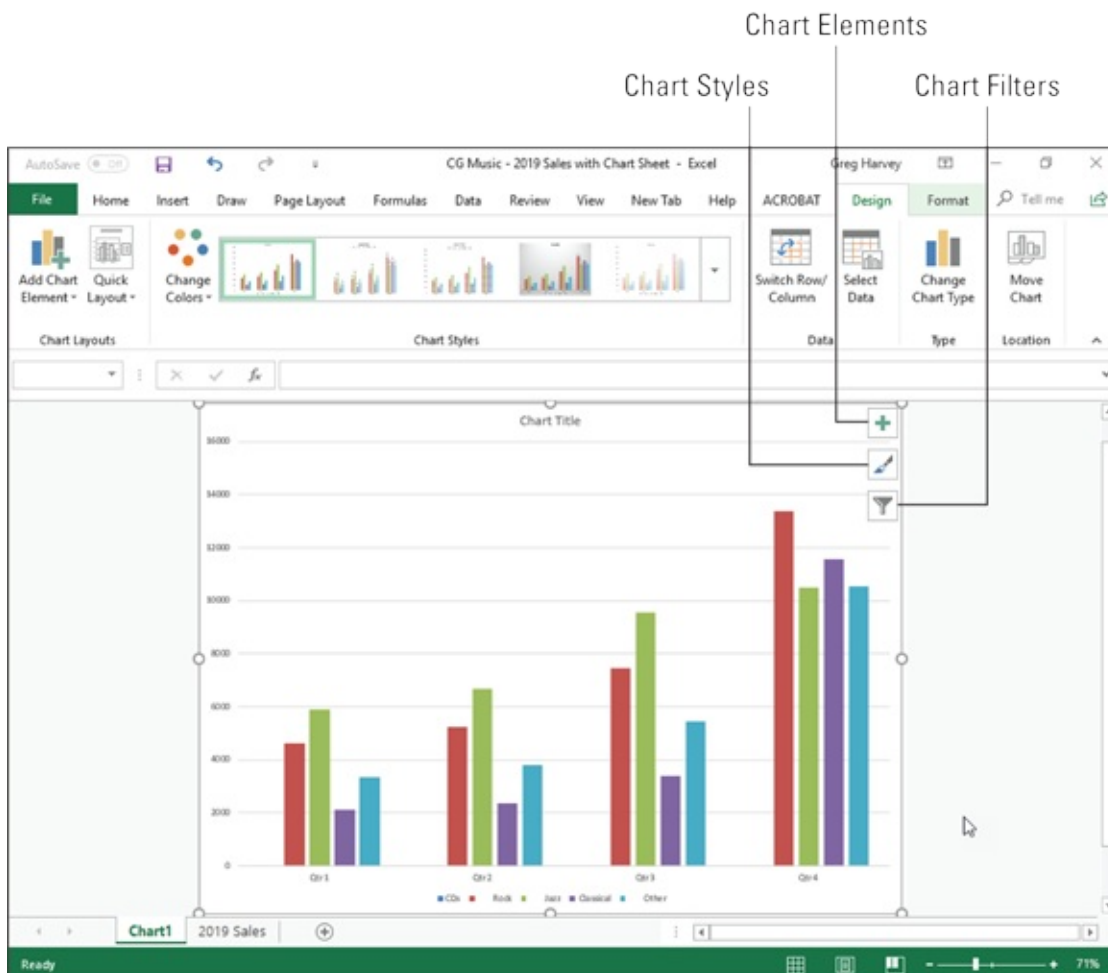 Chart Elements
Chart Styles
Chart Filters
AutoSave Off
CG Music - 2019 Sales with Chart Sheet - Excel
Greg Harvey
File Home Insert Draw Page Layout Formulas Data Review View New Tab Help ACROBAT Design Format Tell me
Add Chart Element
Quick Layout
Change Colors
Switch Row/ Column
Select Data
Change Chart Type
Move Chart
Chart Layouts
Chart Styles
Data
Type
Location
fx
Chart Title
16000
14000
12000
10000
8000
6000
4000
2000
0
Qtr 1 Qtr 2 Qtr 3 Qtr 4
CDs Rock Jazz Classical Other
Chart1 2019 Sales
Ready
71%